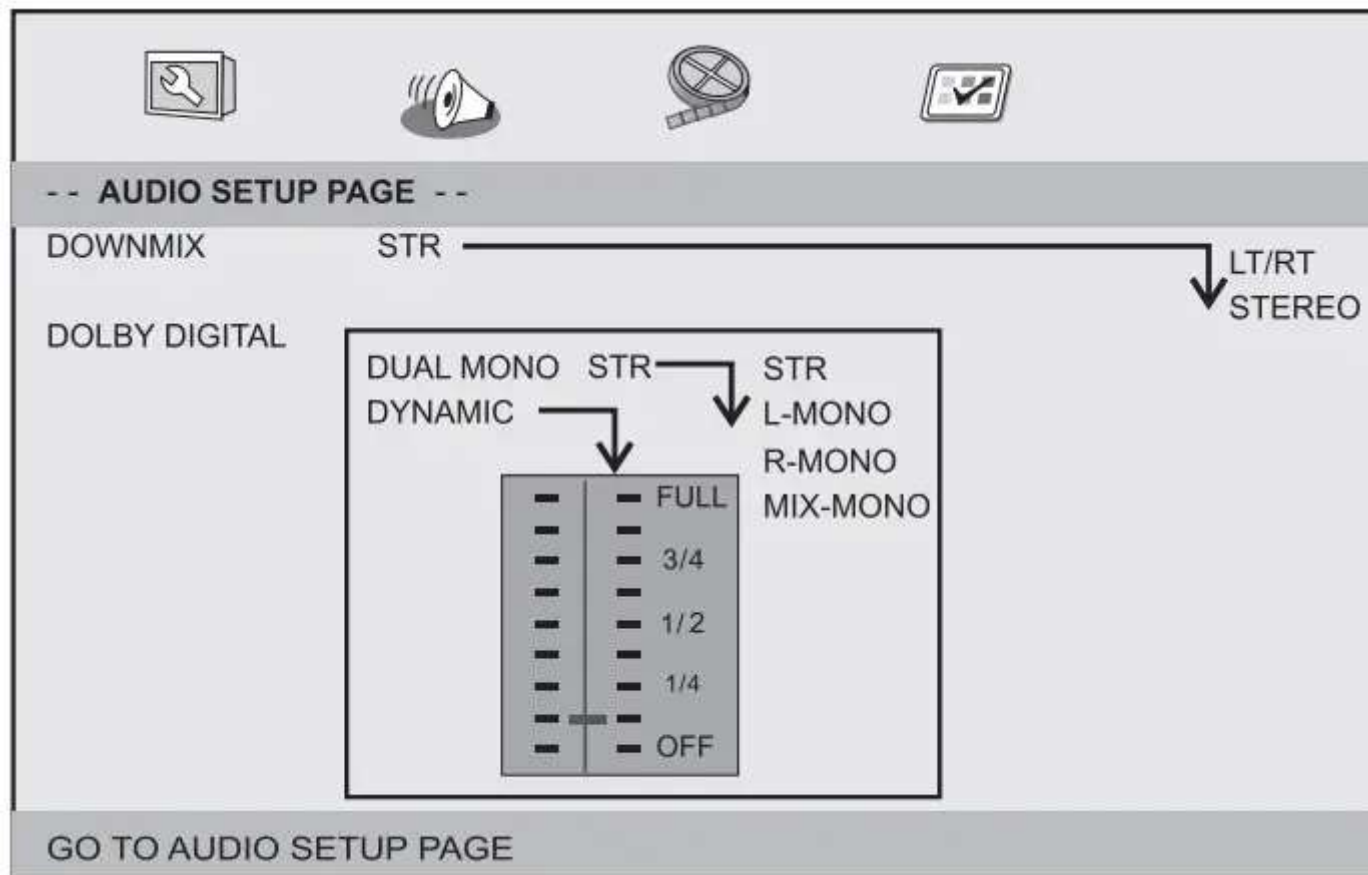 -- AUDIO SETUP PAGE --
DOWNMIX STR LT/RT
STEREO
DOLBY DIGITAL
DUAL MONO STR STR
DYNAMIC L-MONO
R-MONO
FULL MIX-MONO
3/4
1/2
1/4
OFF
GO TO AUDIO SETUP PAGE